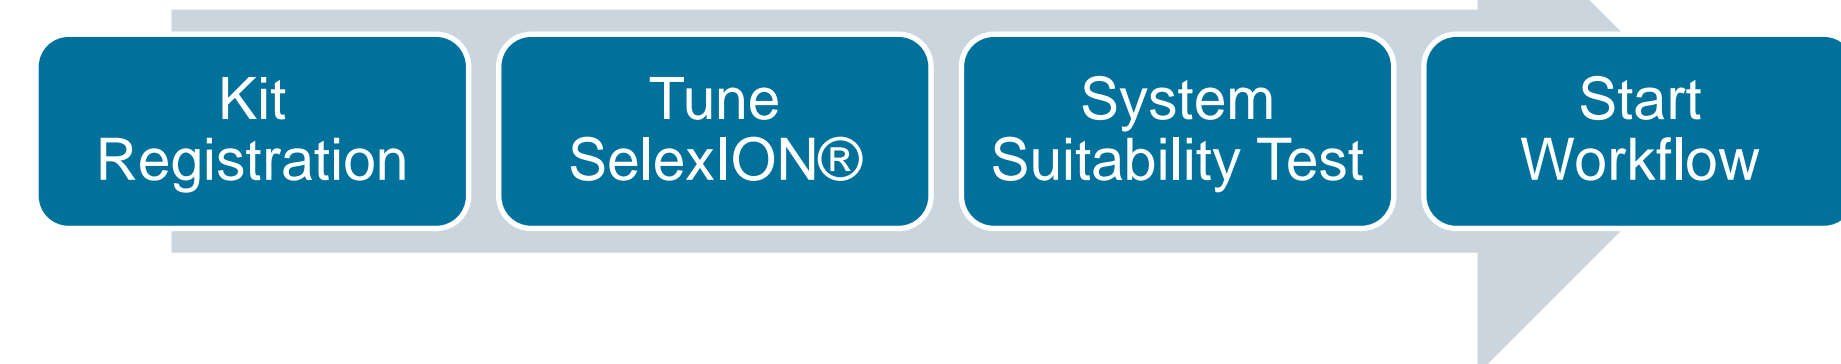 Kit
Registration
Tune
SelexION®
System
Suitability Test
Start
Workflow